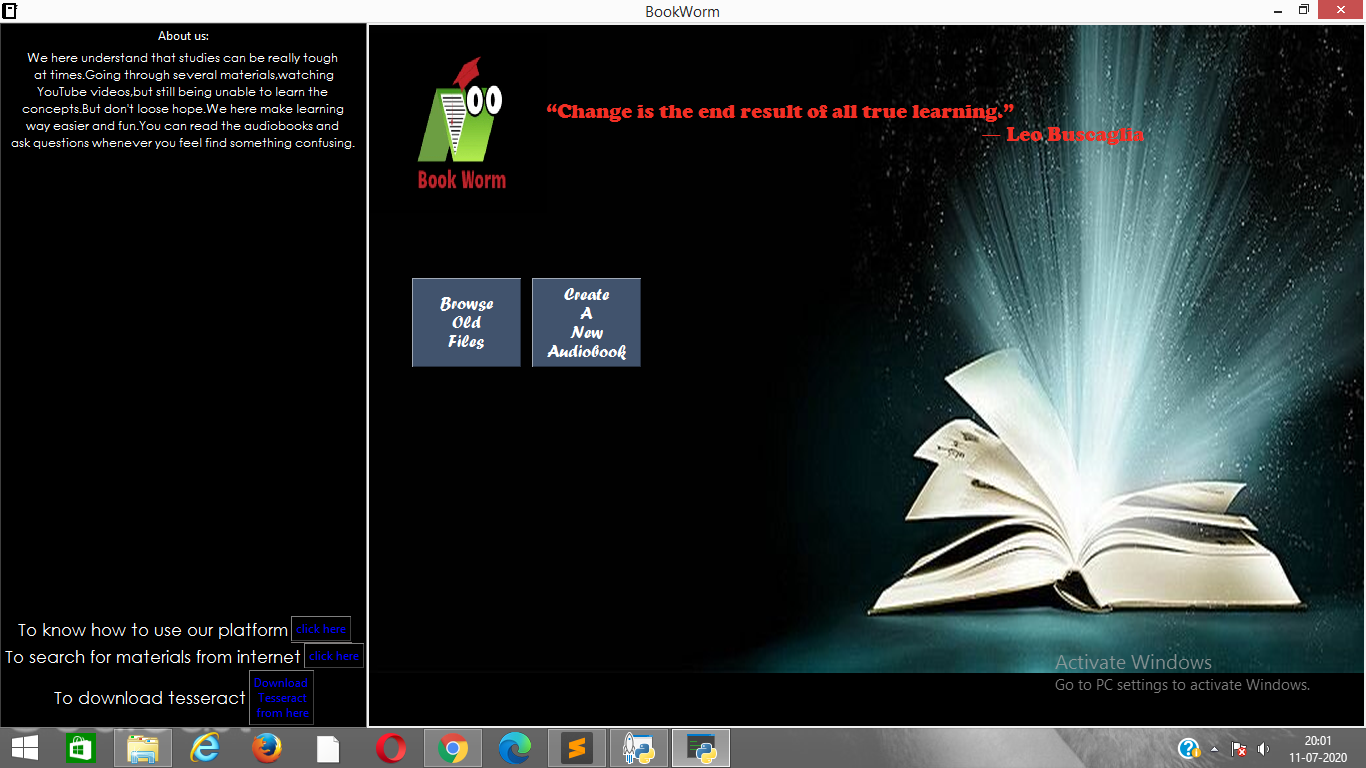 BookWorm
About us:
We here understand that studies can be really tough
at times.Going through several materials,watching
YouTube videos,but still being unable to learn the
concepts.But don't loose hope.We here make learning
way easier and fun.You can read the audiobooks and
ask questions whenever you feel find something confusing.
To know how to use our platform click here
To search for materials from internet click here
To download tesseract Download
Tesseract
from here
Book Worm
“Change is the end result of all true learning.”
— Leo Buscaglia
Browse
Old
Files
Create
A
New
Audiobook
Activate Windows
Go to PC settings to activate Windows.
20:01
11-07-2020